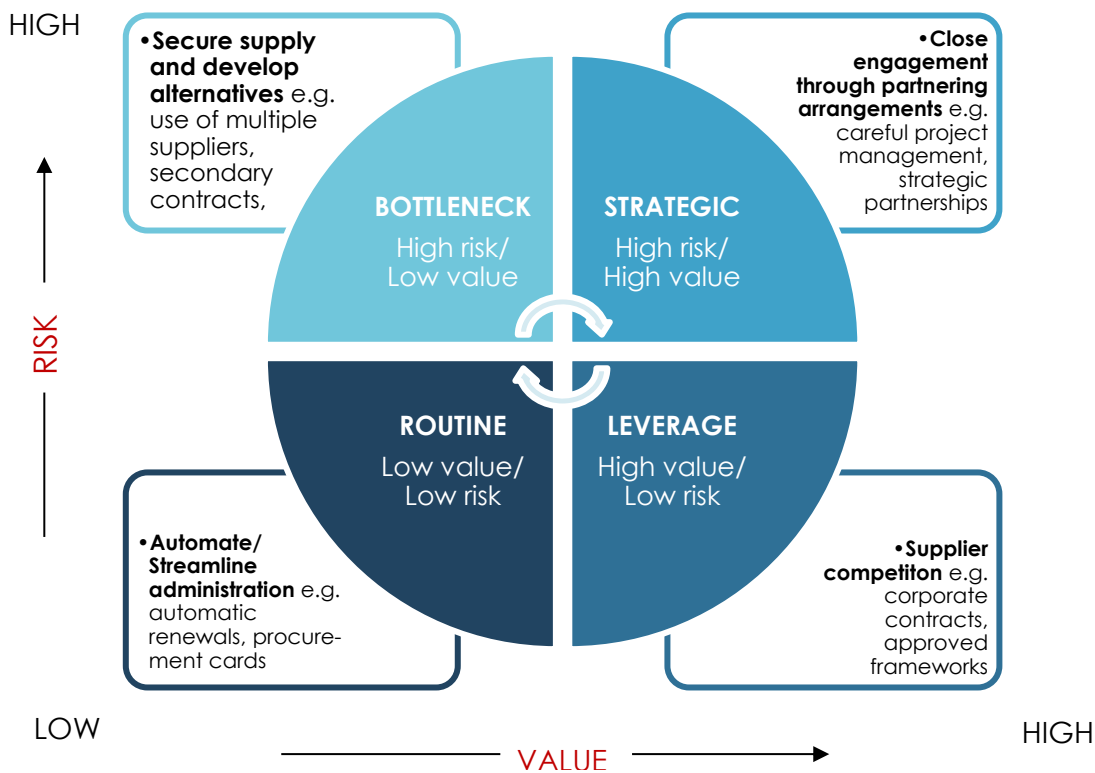 HIGH
•Secure supply
and develop
alternatives e.g.
use of multiple
suppliers,
secondary
contracts,
•Close
engagement
through partnering
arrangements e.g.
careful project
management,
strategic
partnerships
BOTTLENECK
High risk/
Low value
STRATEGIC
High risk/
High value
RISK
ROUTINE
Low value/
Low risk
LEVERAGE
High value/
Low risk
•Automate/
Streamline
administration e.g.
automatic
renewals, procure-
ment cards
•Supplier
competiton e.g.
corporate
contracts,
approved
frameworks
LOW
VALUE
HIGH